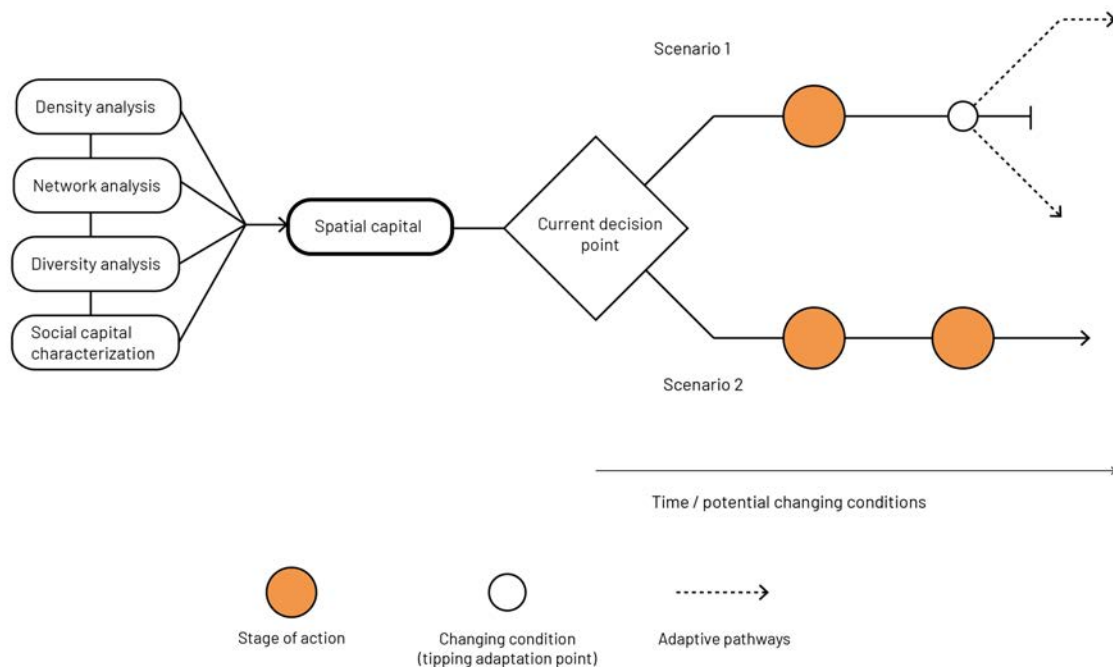 Scenario 1
Density analysis
Network analysis
Spatial capital
Current decision
point
Diversity analysis
Social capital
characterization
Scenario 2
Time / potential changing conditions
Stage of action
Changing condition
(tipping adaptation point)
Adaptive pathways